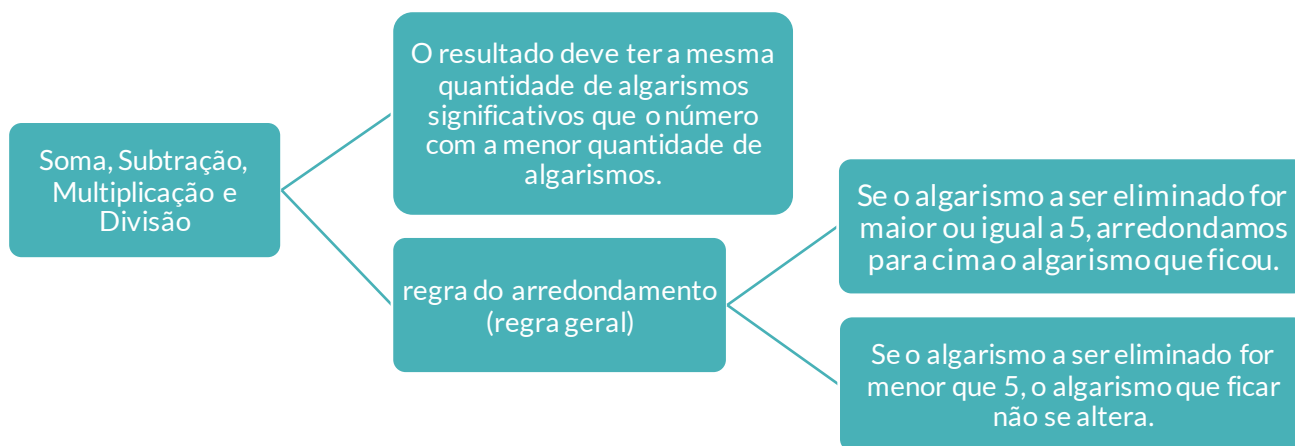 Soma, Subtração,
Multiplicação e
Divisão
O resultado deve ter a mesma
quantidade de algarismos
significativos que o número
com a menor quantidade de
algarismos.
regra do arredondamento
(regra geral)
Se o algarismo a ser eliminado for
maior ou igual a 5, arredondamos
para cima o algarismo que ficou.
Se o algarismo a ser eliminado for
menor que 5, o algarismo que ficar
não se altera.